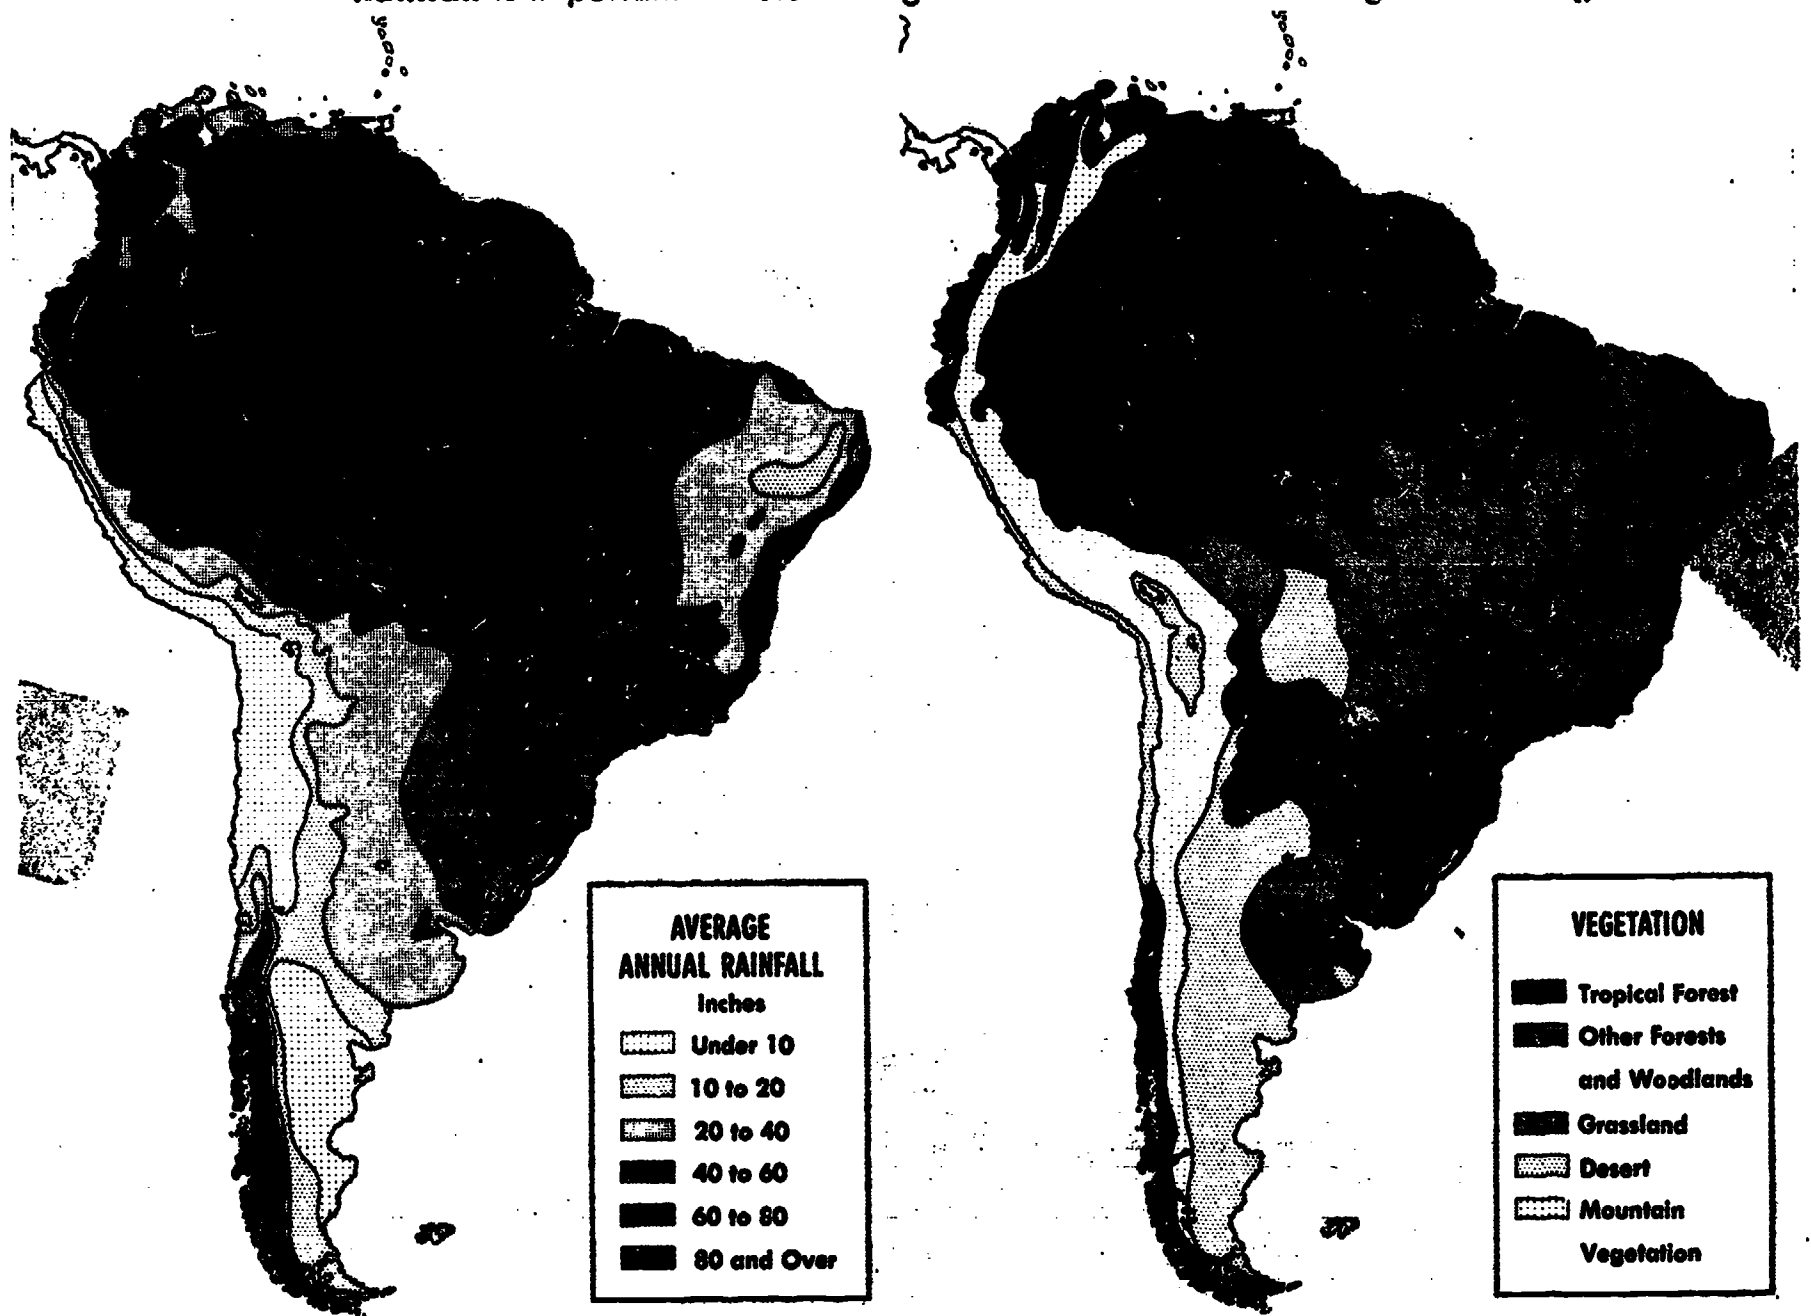 AVERAGE
ANNUAL RAINFALL
Inches
Under 10
10 to 20
20 to 40
40 to 60
60 to 80
80 and Over
VEGETATION
Tropical Forest
Other Forests
and Woodlands
Grassland
Desert
Mountain
Vegetation